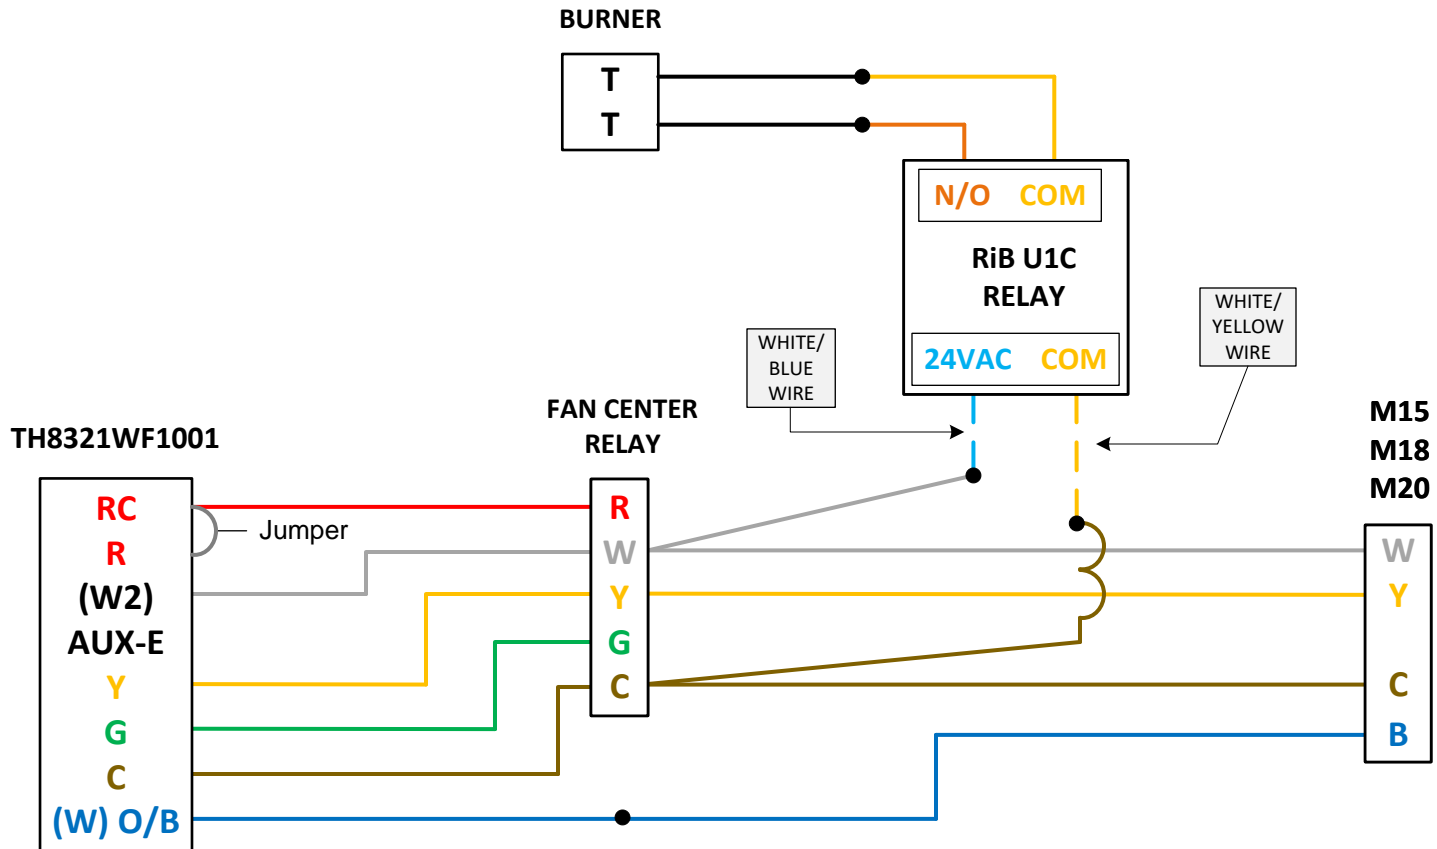 BURNER
T
T
N/O COM
RiB U1C
RELAY
24VAC COM
WHITE/
BLUE
WIRE
WHITE/
YELLOW
WIRE
TH8321WF1001
RC
R
(W2)
AUX-E
Y
G
C
(W) O/B
Jumper
FAN CENTER
RELAY
R
W
Y
G
C
M15
M18
M20
W
Y
C
B